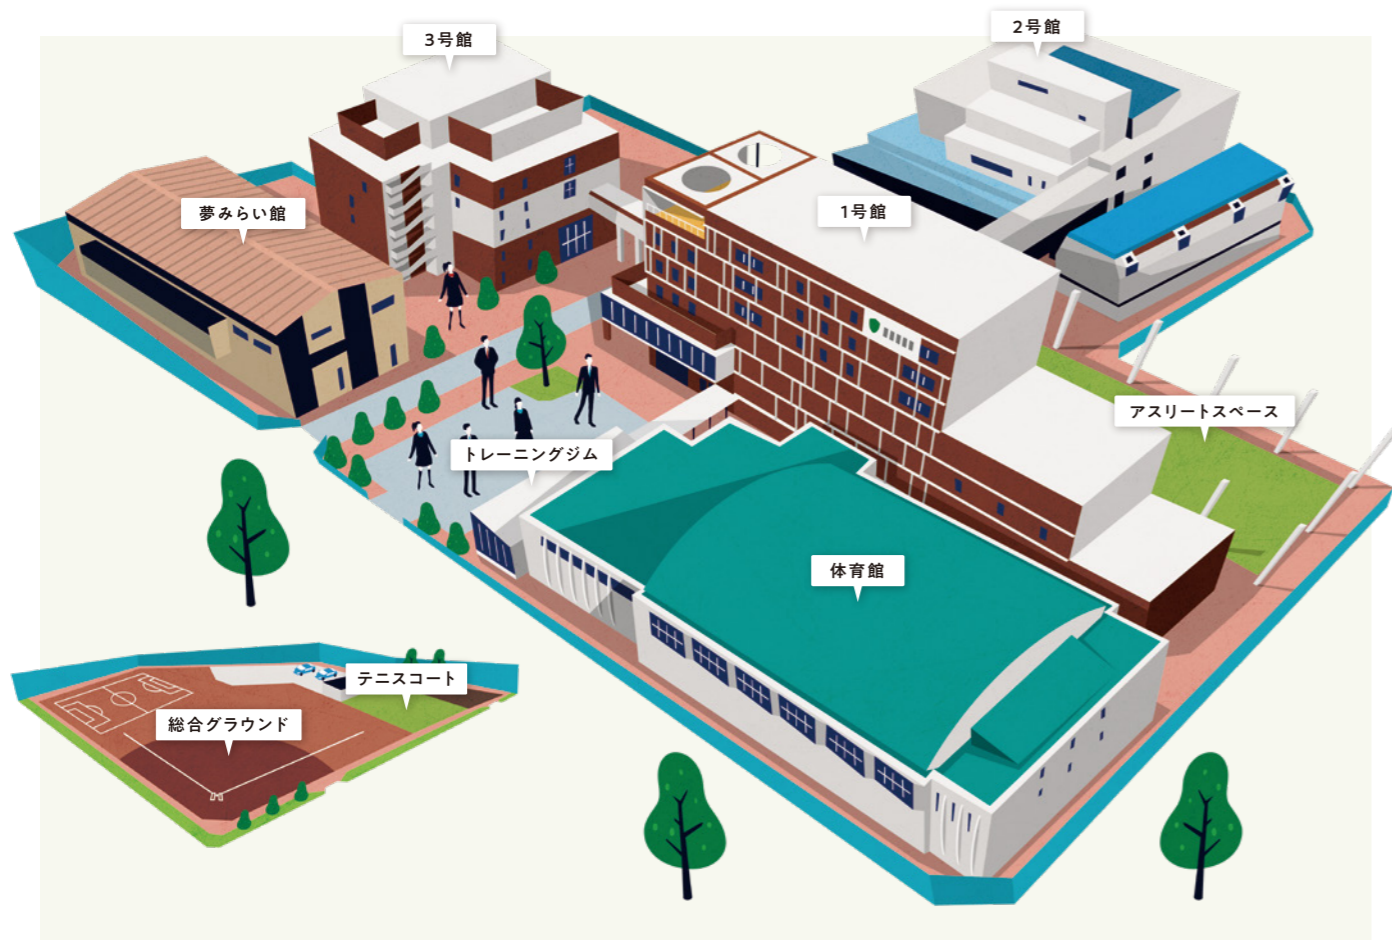 3号館
2号館
夢みらい館
1号館
アスリートスペース
トレーニングジム
体育館
テニスコート
総合グラウンド